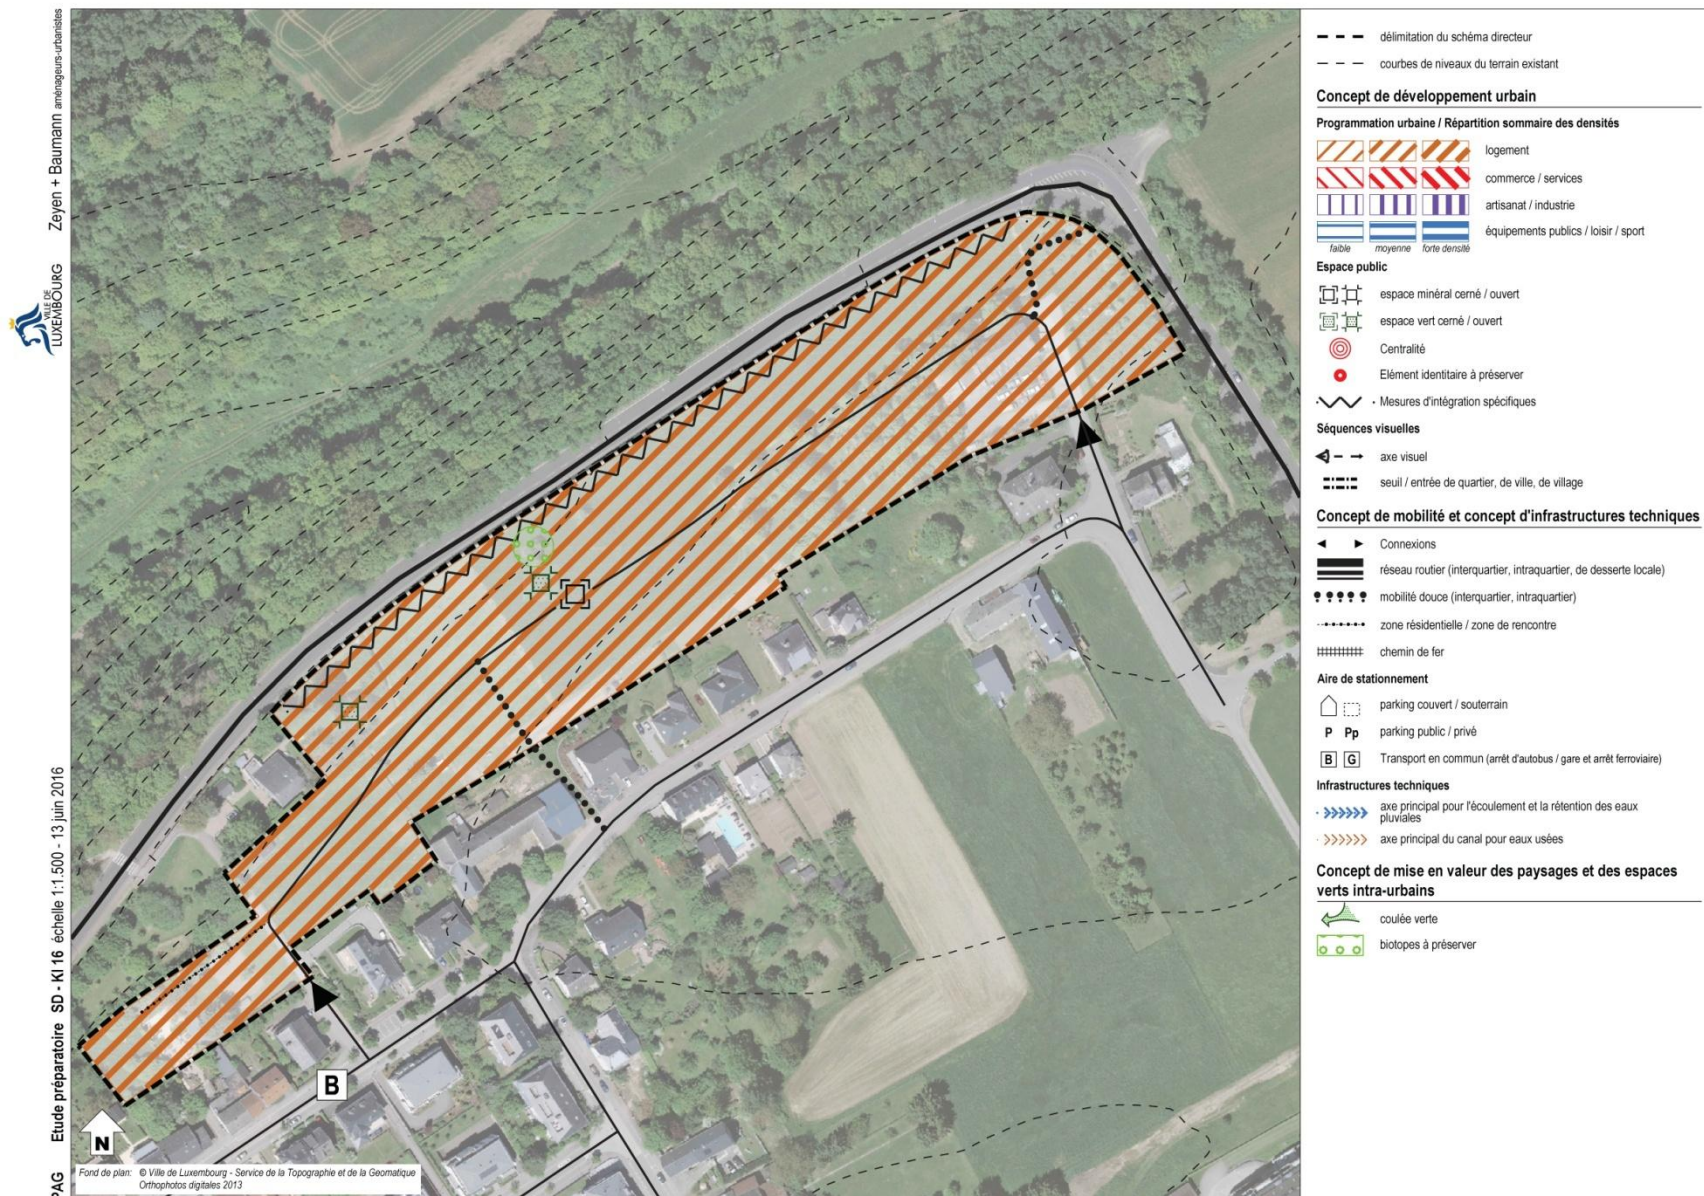 PAG Etude préparatoire SD - KI 16 échelle 1:1.500 - 13 juin 2016
VILLE DE
LUXEMBOURG
Zeyen + Baumann aménageurs-urbanistes
B
N
Fond de plan: © Ville de Luxembourg - Service de la Topographie et de la Geomatique
Orthophotos digitales 2013
délimitation du schéma directeur
courbes de niveaux du terrain existant
Concept de développement urbain
Programmation urbaine / Répartition sommaire des densités
logement
commerce / services
artisanat / industrie
équipements publics / loisir / sport
faible moyenne forte densité
Espace public
espace minéral cerné / ouvert
espace vert cerné / ouvert
Centralité
Elément identitaire à préserver
Mesures d'intégration spécifiques
Séquences visuelles
axe visuel
seuil / entrée de quartier, de ville, de village
Concept de mobilité et concept d'infrastructures techniques
Connexions
réseau routier (interquartier, intraquartier, de desserte locale)
mobilité douce (interquartier, intraquartier)
zone résidentielle / zone de rencontre
chemin de fer
Aire de stationnement
parking couvert / souterrain
P Pp parking public / privé
B G Transport en commun (arrêt d'autobus / gare et arrêt ferroviaire)
Infrastructures techniques
axe principal pour l'écoulement et la rétention des eaux
pluviales
axe principal du canal pour eaux usées
Concept de mise en valeur des paysages et des espaces
verts intra-urbains
coulée verte
biotopes à préserver